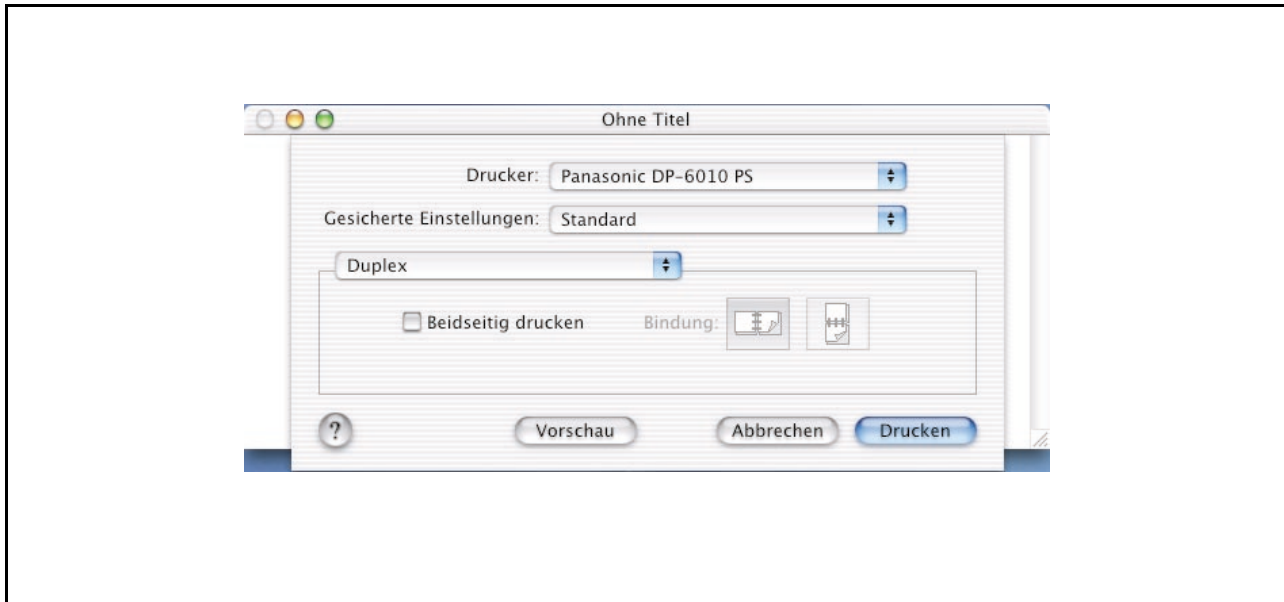 Ohne Titel
Drucker: Panasonic DP-6010 PS
Gesicherte Einstellungen: Standard
Duplex
Beidseitig drucken Bindung:
? Vorschau Abbrechen Drucken